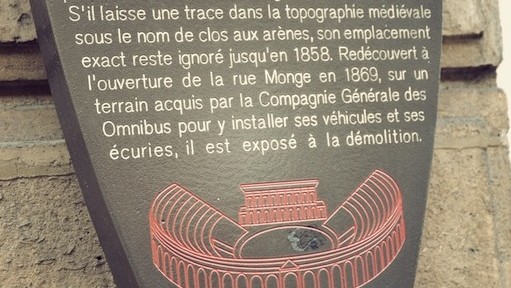 S'il laisse une trace dans la topographie médiévale
sous le nom de clos aux arènes, son emplacement
exact reste ignoré jusqu'en 1858. Redécouvert à
l'ouverture de la rue Monge en 1869, sur un
terrain acquis par la Compagnie Générale des
Omnibus pour y installer ses véhicules et ses
écuries, il est exposé à la démolition.